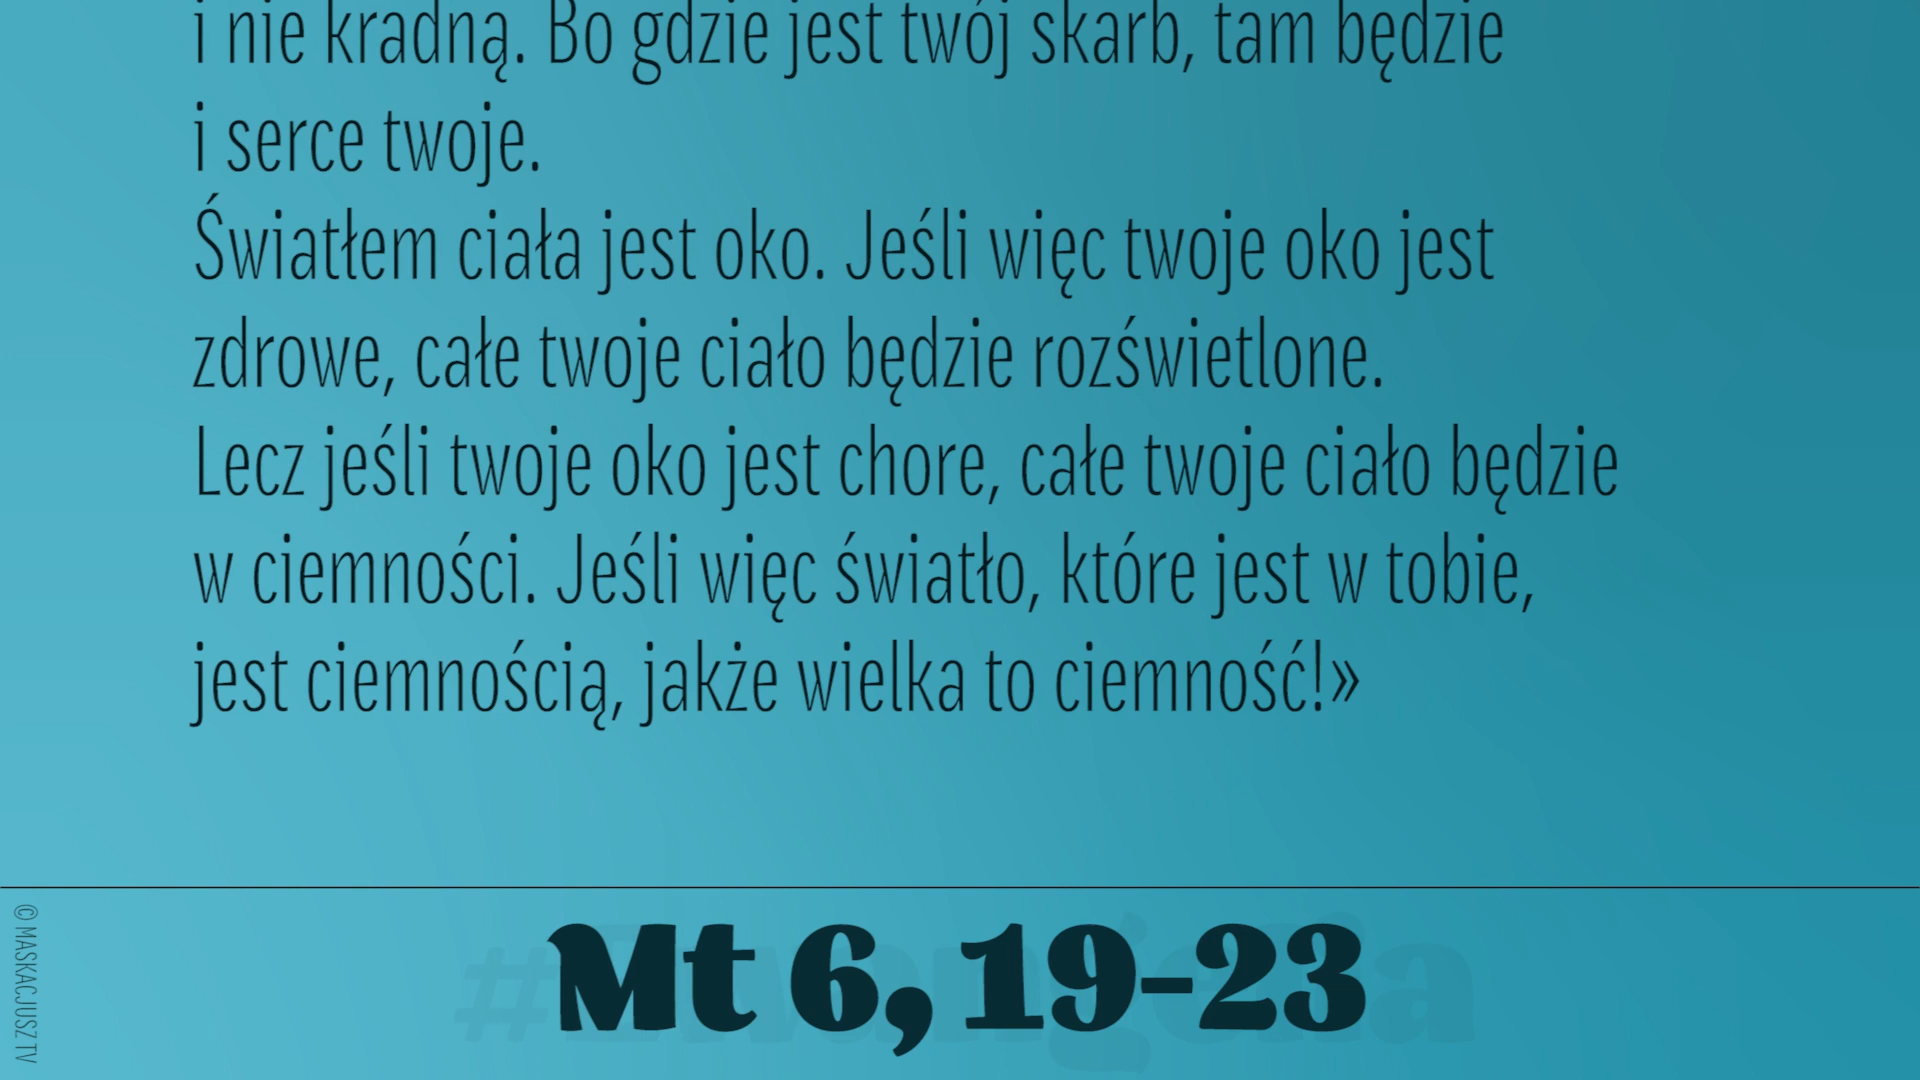 i nie kradną. Bo gdzie jest twój skarb, tam będzie
i serce twoje.
Światłem ciała jest oko. Jeśli więc twoje oko jest
zdrowe, całe twoje ciało będzie rozświetlone.
Lecz jeśli twoje oko jest chore, całe twoje ciało będzie
w ciemności. Jeśli więc światło, które jest w tobie,
jest ciemnością, jakże wielka to ciemność!»
#Ewangelia
Mt 6, 19-23
© MASKACJUSZ TV